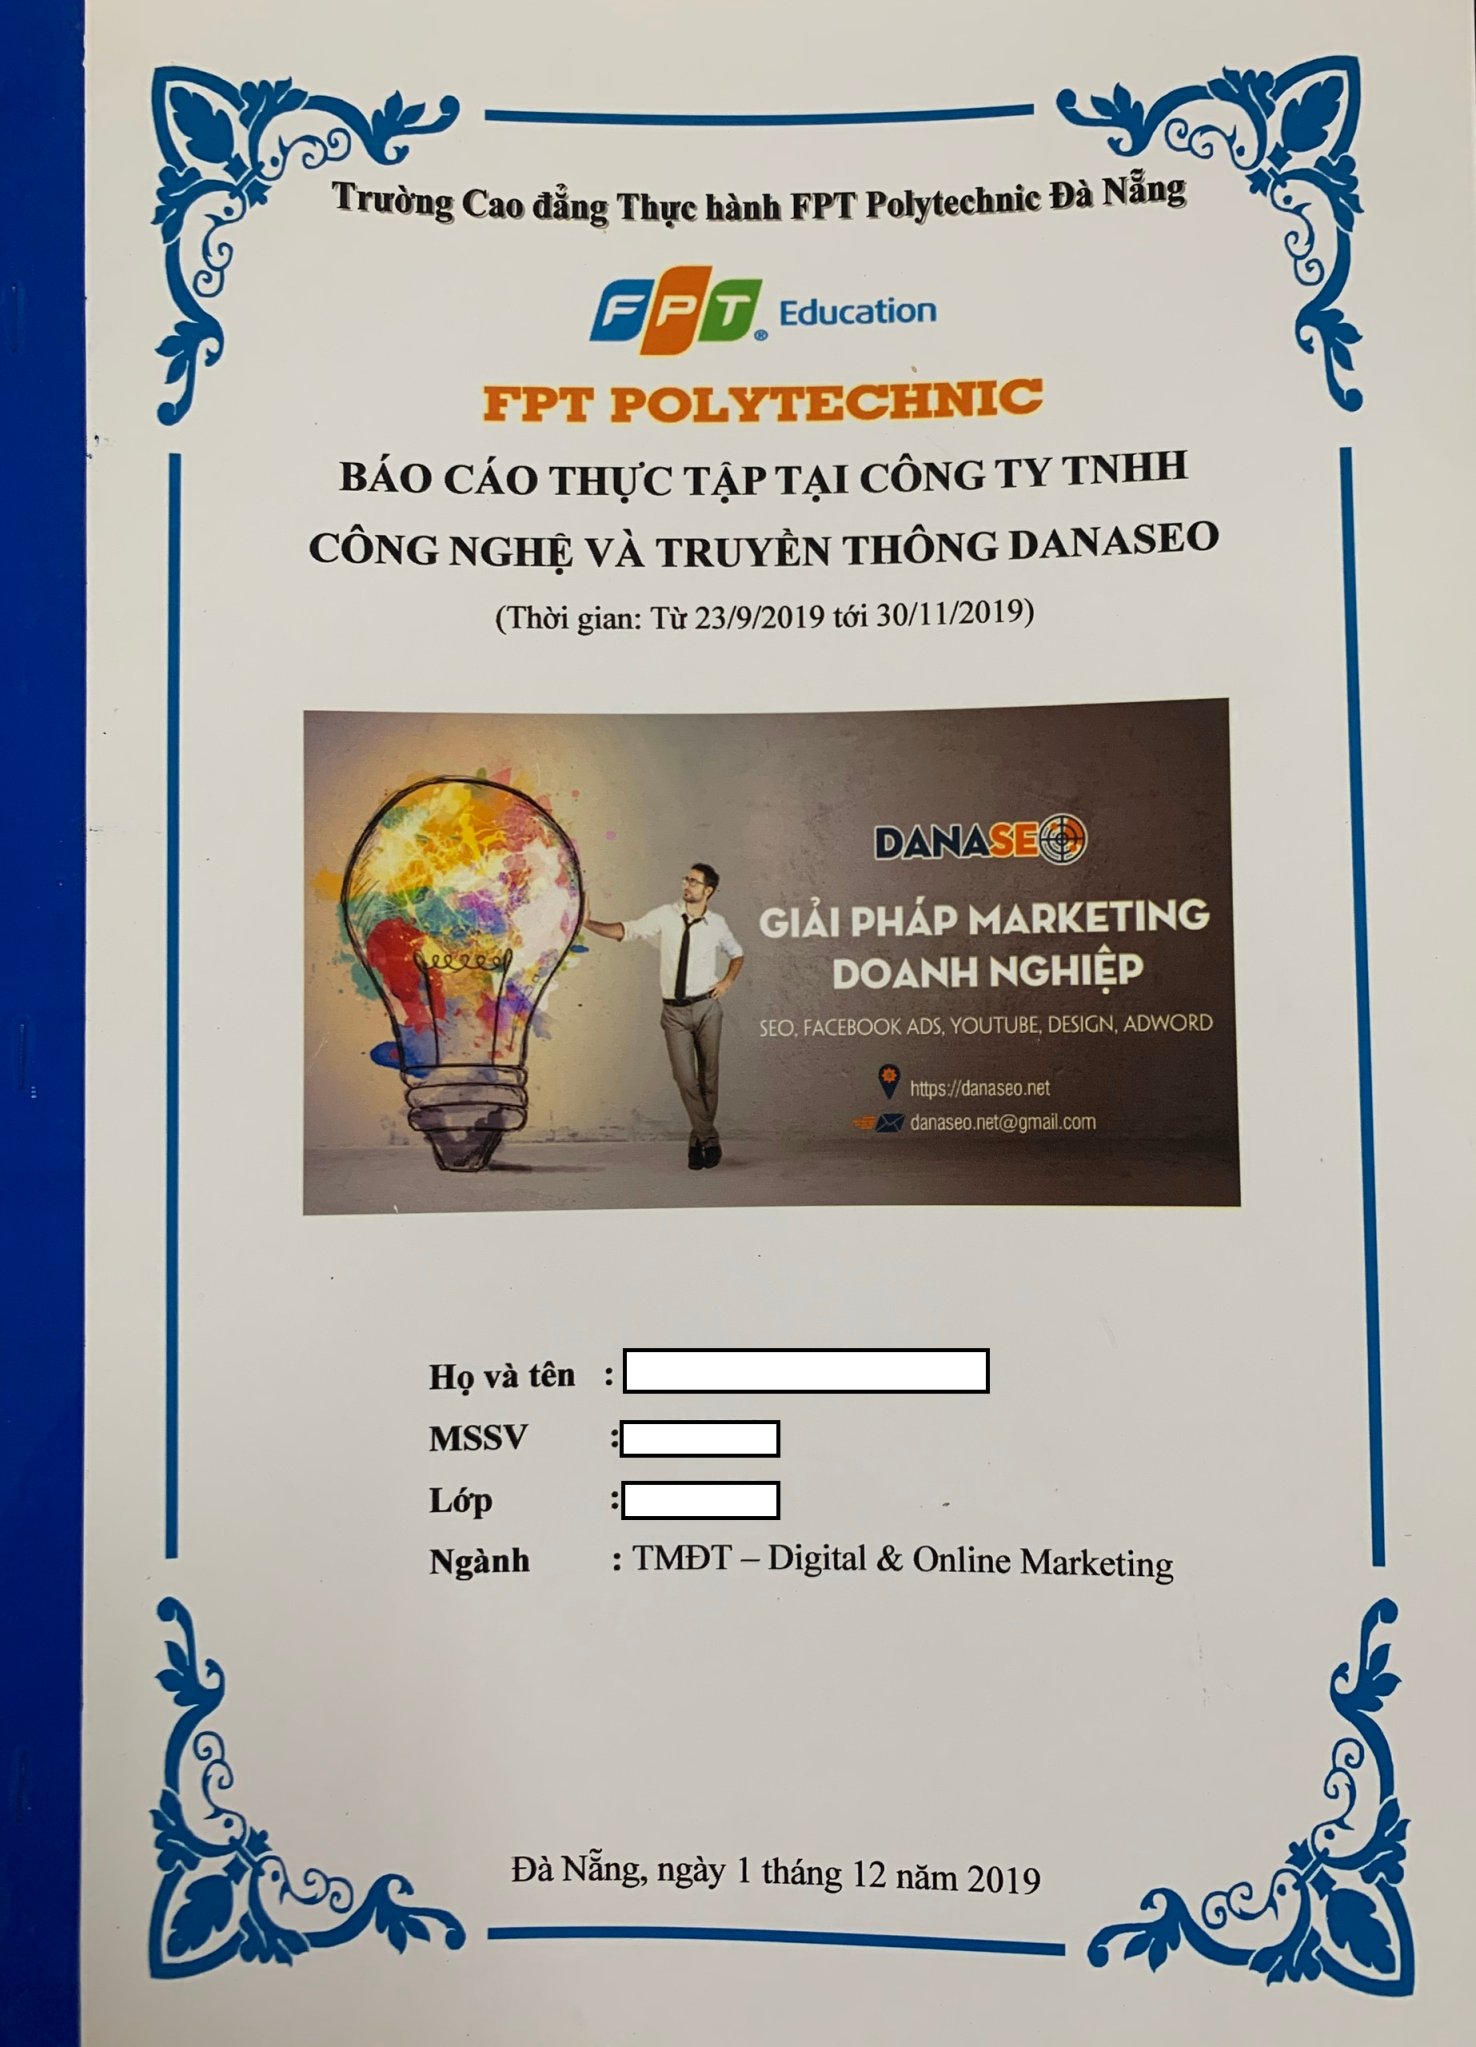 Trường Cao đẳng Thực hành FPT Polytechnic Đà Nẵng
FPT® Education
FPT POLYTECHNIC
BÁO CÁO THỰC TẬP TẠI CÔNG TY TNHH
CÔNG NGHỆ VÀ TRUYỀN THÔNG DANASEO
(Thời gian: Từ 23/9/2019 tới 30/11/2019)
DANASEO
GIẢI PHÁP MARKETING
DOANH NGHIỆP
SEO, FACEBOOK ADS, YOUTUBE, DESIGN, ADWORD
https://danaseo.net
danaseo.net@gmail.com
Họ và tên :
MSSV :
Lớp :
Ngành : TMĐT – Digital & Online Marketing
Đà Nẵng, ngày 1 tháng 12 năm 2019